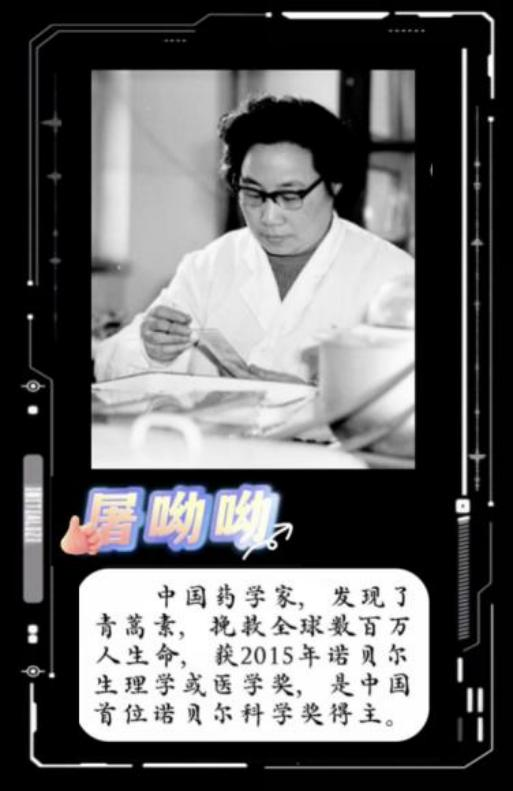 屠呦呦
中国药学家，发现了
青蒿素，挽救全球数百万
人生命，获2015年诺贝尔
生理学或医学奖，是中国
首位诺贝尔科学奖得主。